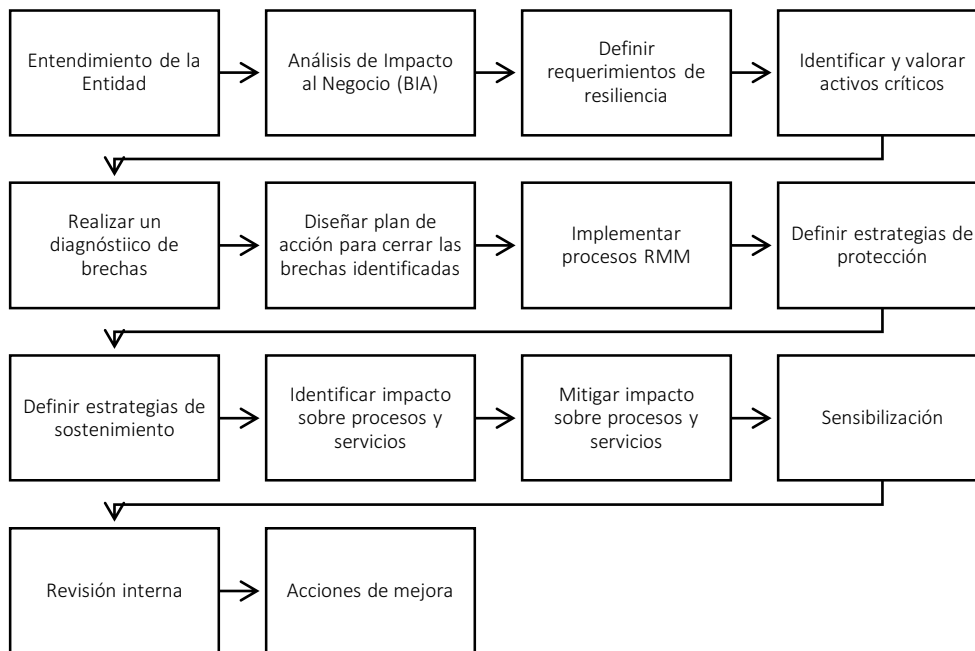 Entendimiento de la
Entidad
Análisis de Impacto
al Negocio (BIA)
Definir
requerimientos de
resiliencia
Identificar y valorar
activos críticos
Realizar un
diagnóstiico de
brechas
Diseñar plan de
acción para cerrar las
brechas identificadas
Implementar
procesos RMM
Definir estrategias de
protección
Definir estrategias de
sostenimiento
Identificar impacto
sobre procesos y
servicios
Mitigar impacto
sobre procesos y
servicios
Sensibilización
Revisión interna
Acciones de mejora